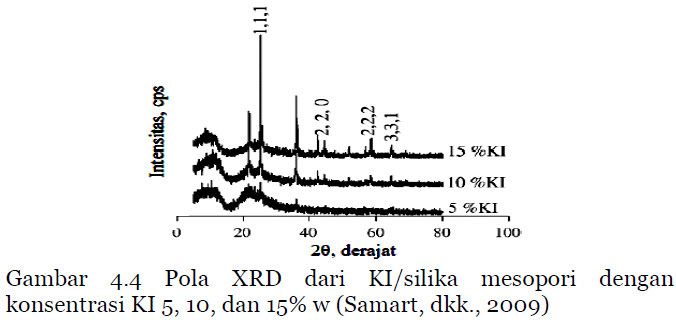 1,1,1
2, 2, 0
2,2,2
3,3,1
Intensitas, cps
15 %KI
10 %KI
5 %KI
0 20 40 60 80 100
2θ, derajat
Gambar 4.4 Pola XRD dari KI/silika mesopori dengan
konsentrasi KI 5, 10, dan 15% w (Samart, dkk., 2009)